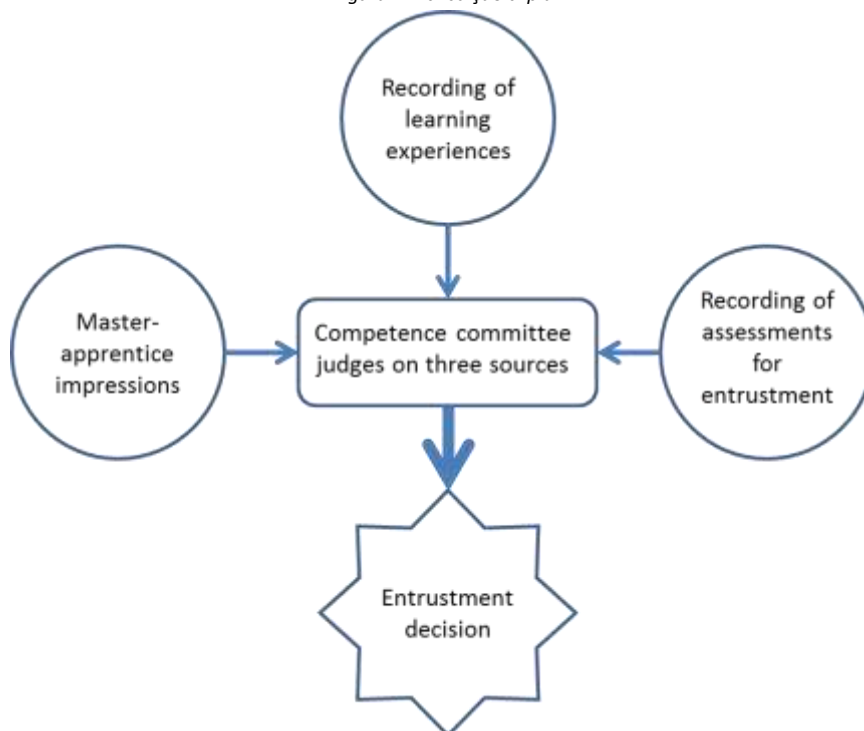 Recording of
learning
experiences
Master-
apprentice
impressions
Competence committee
judges on three sources
Recording of
assessments
for
entrustment
Entrustment
decision